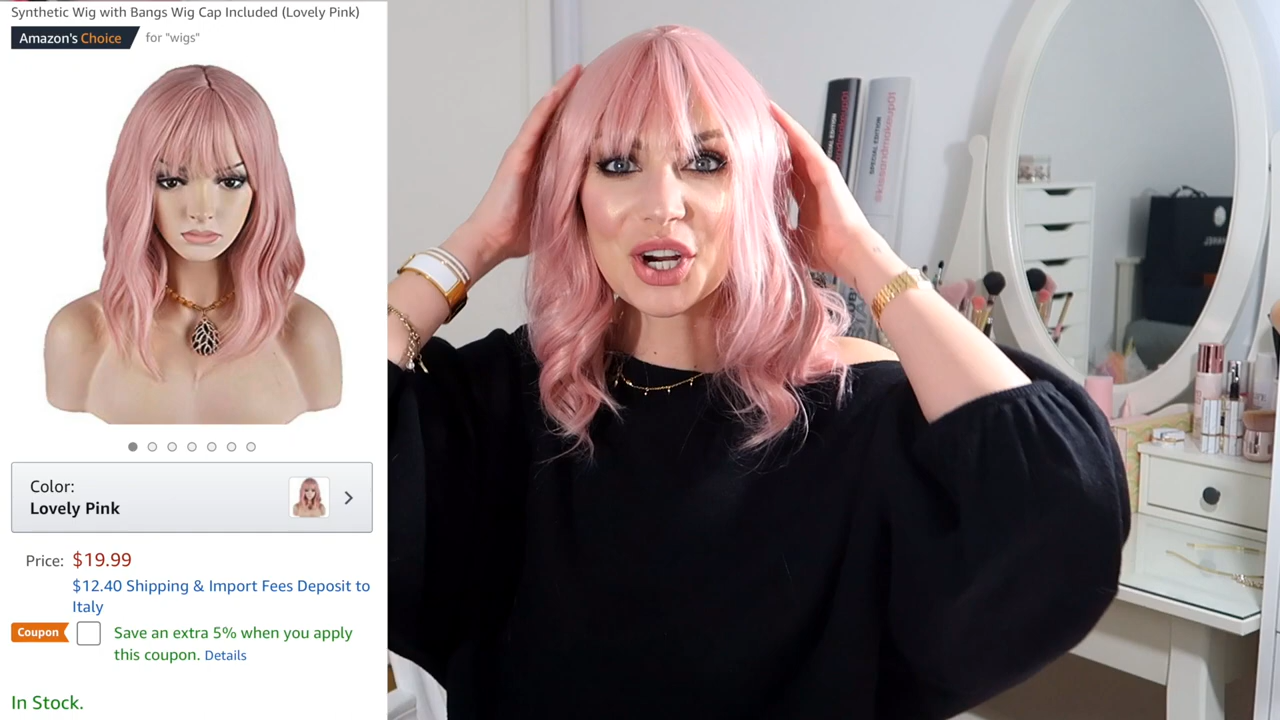 Synthetic Wig with Bangs Wig Cap Included (Lovely Pink)
Amazon's Choice for "wigs"
Color:
Lovely Pink
Price: $19.99
$12.40 Shipping & Import Fees Deposit to
Italy
Coupon Save an extra 5% when you apply
this coupon. Details
In Stock.
SPECIAL EDITION